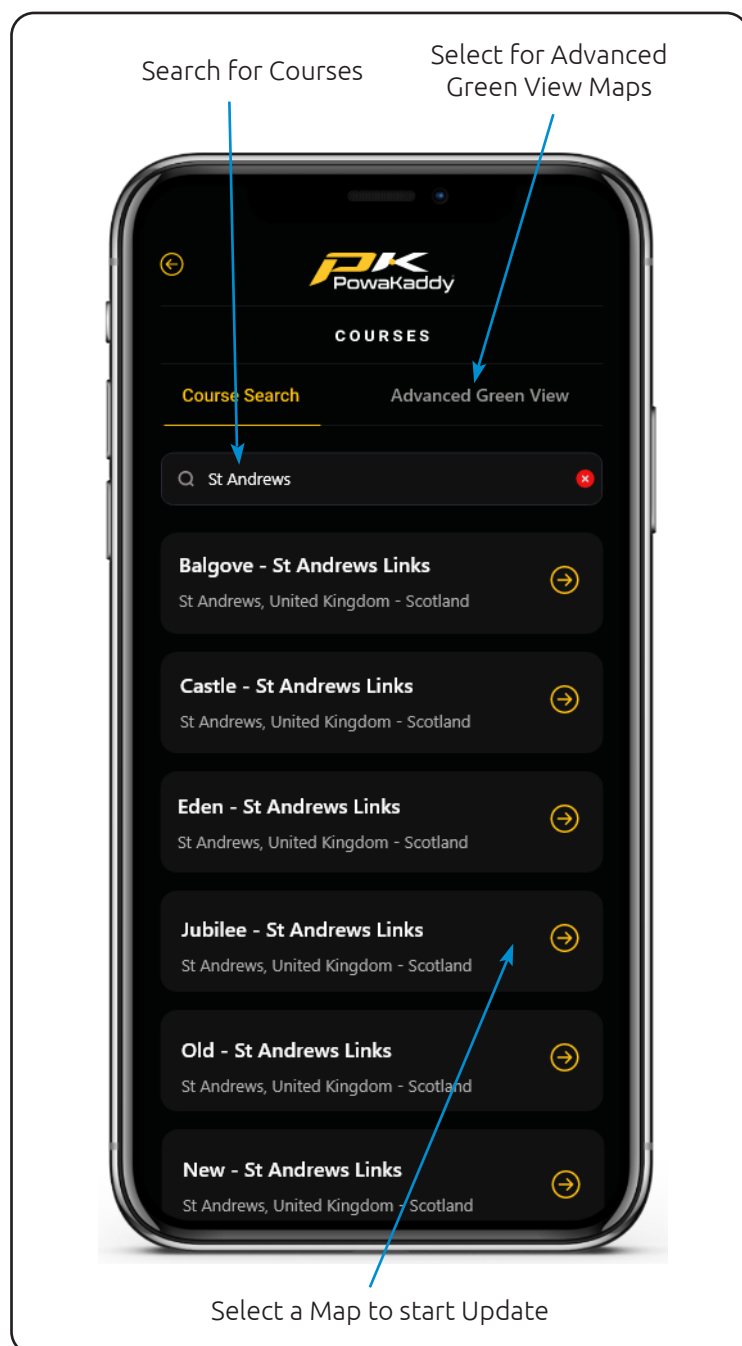 Search for Courses
Select for Advanced
Green View Maps
PK
PowaKaddy
COURSES
Course Search
Advanced Green View
St Andrews
Balgove - St Andrews Links
St Andrews, United Kingdom - Scotland
Castle - St Andrews Links
St Andrews, United Kingdom - Scotland
Eden - St Andrews Links
St Andrews, United Kingdom - Scotland
Jubilee - St Andrews Links
St Andrews, United Kingdom - Scotland
Old - St Andrews Links
St Andrews, United Kingdom - Scotland
New - St Andrews Links
St Andrews, United Kingdom - Scotland
Select a Map to start Update